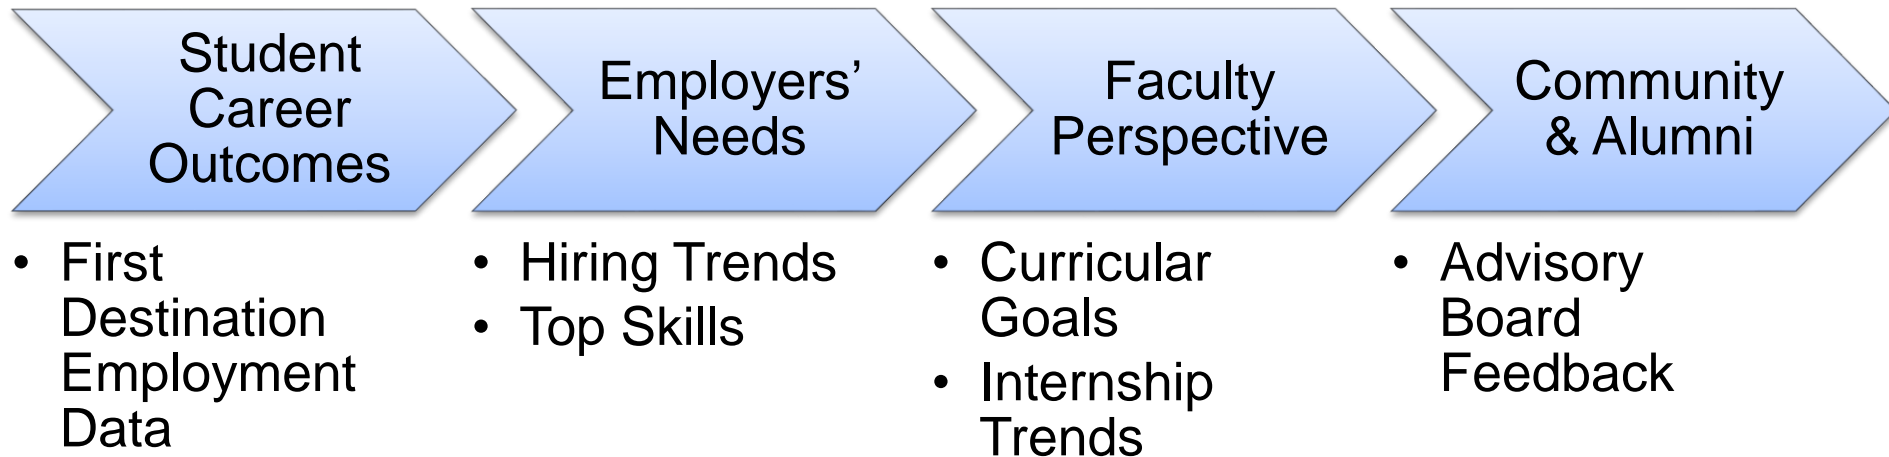 Student
Career
Outcomes
• First
Destination
Employment
Data
Employers’
Needs
• Hiring Trends
• Top Skills
Faculty
Perspective
• Curricular
Goals
• Internship
Trends
Community
& Alumni
• Advisory
Board
Feedback